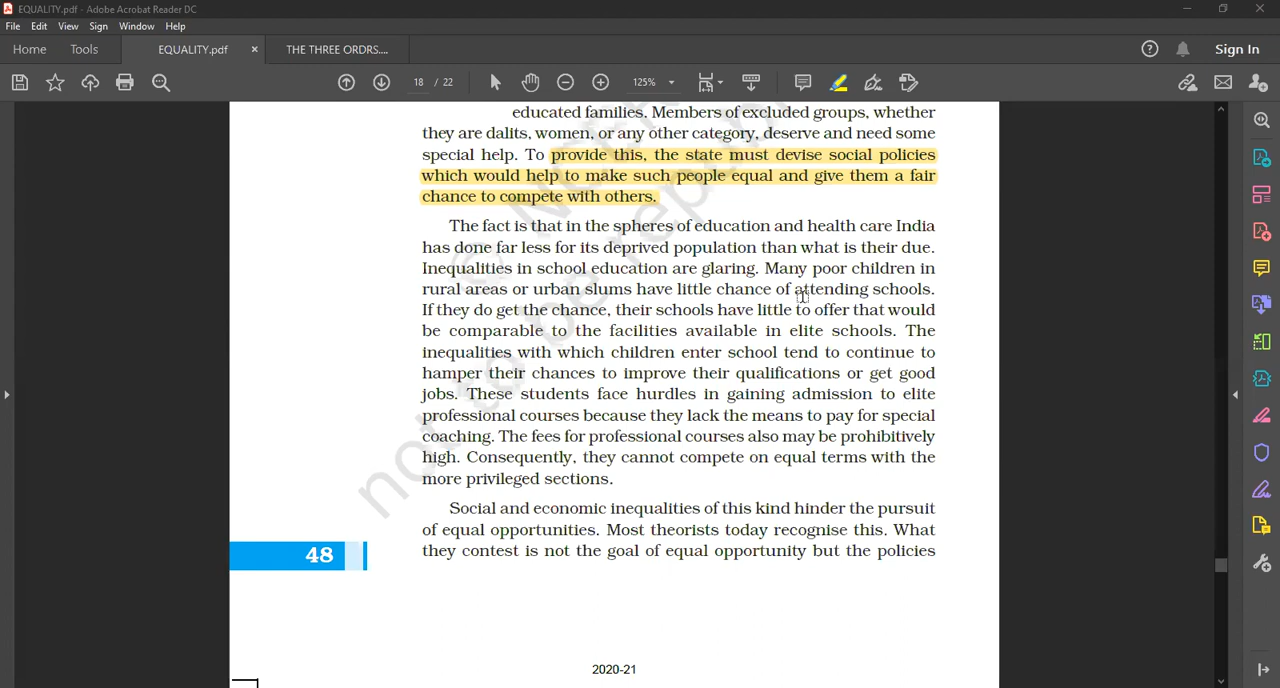 EQUALITY.pdf - Adobe Acrobat Reader DC
File Edit View Sign Window Help
Home Tools EQUALITY.pdf × THE THREE ORDRS.... ? Sign In
18 / 22 125%
educated families. Members of excluded groups, whether
they are dalits, women, or any other category, deserve and need some
special help. To provide this, the state must devise social policies
which would help to make such people equal and give them a fair
chance to compete with others.
The fact is that in the spheres of education and health care India
has done far less for its deprived population than what is their due.
Inequalities in school education are glaring. Many poor children in
rural areas or urban slums have little chance of attending schools.
If they do get the chance, their schools have little to offer that would
be comparable to the facilities available in elite schools. The
inequalities with which children enter school tend to continue to
hamper their chances to improve their qualifications or get good
jobs. These students face hurdles in gaining admission to elite
professional courses because they lack the means to pay for special
coaching. The fees for professional courses also may be prohibitively
high. Consequently, they cannot compete on equal terms with the
more privileged sections.
Social and economic inequalities of this kind hinder the pursuit
of equal opportunities. Most theorists today recognise this. What
they contest is not the goal of equal opportunity but the policies
48
2020-21
not to be